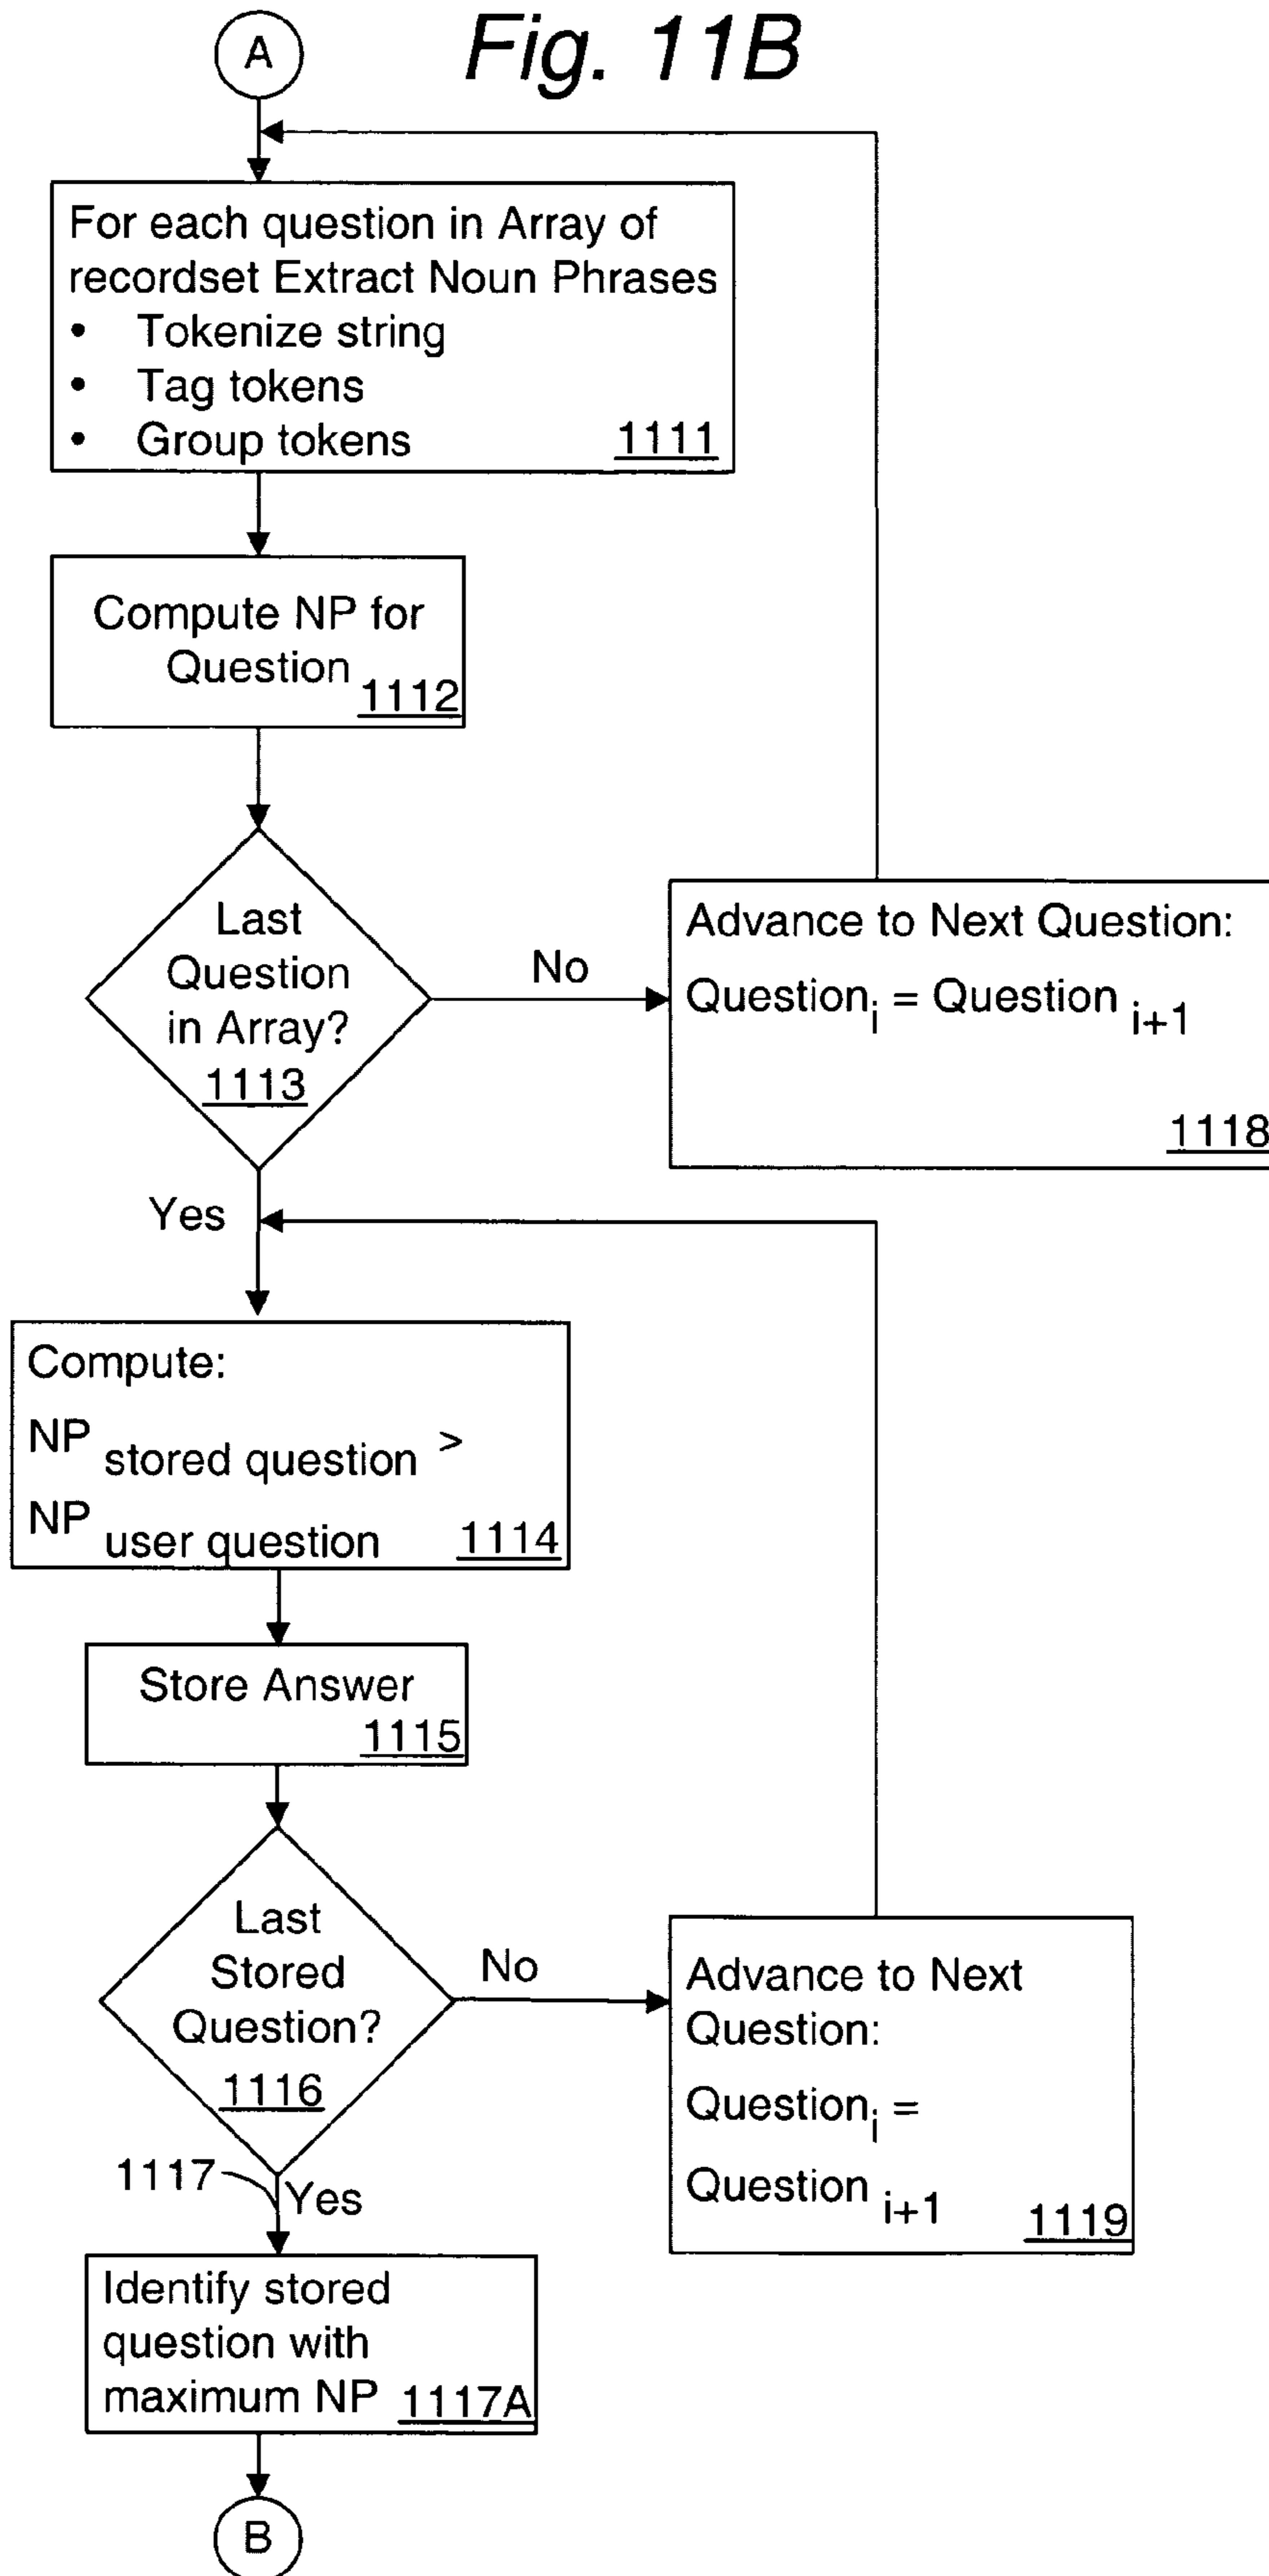 Fig. 11B
A
For each question in Array of
recordset Extract Noun Phrases
• Tokenize string
• Tag tokens
• Group tokens 1111
Compute NP for
Question 1112
Last
Question
in Array?
1113
No
Advance to Next Question:
Question i = Question i+1
1118
Yes
Compute:
NP stored question >
NP user question 1114
Store Answer
1115
Last
Stored
Question?
1116
No
Advance to Next
Question:
Question i =
Question i+1 1119
1117 Yes
Identify stored
question with
maximum NP 1117A
B